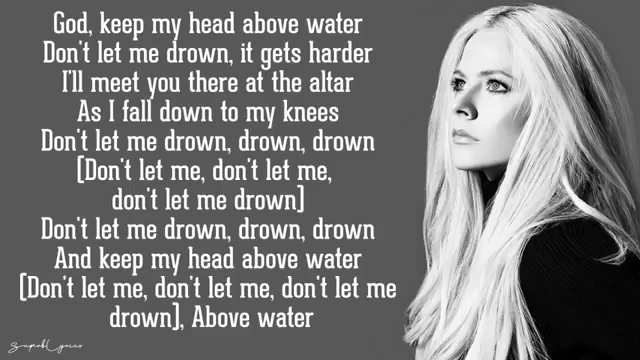 God, keep my head above water
Don't let me drown, it gets harder
I'll meet you there at the altar
As I fall down to my knees
Don't let me drown, drown, drown
[Don't let me, don't let me,
don't let me drown]
Don't let me drown, drown, drown
And keep my head above water
[Don't let me, don't let me, don't let me
drown], Above water
SuperbLyrics